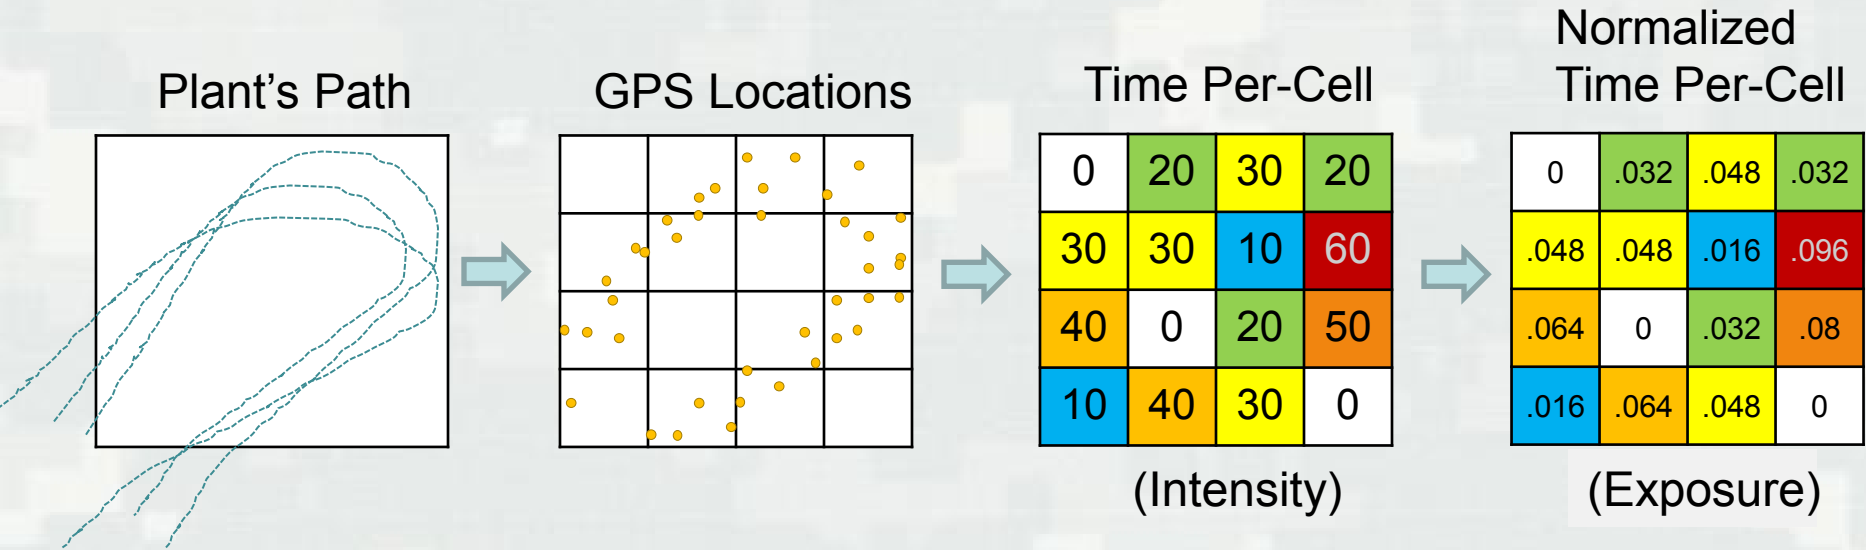 Plant's Path
GPS Locations
Time Per-Cell
Normalized
Time Per-Cell
0 20 30 20
30 30 10 60
40 0 20 50
10 40 30 0
(Intensity)
0 .032 .048 .032
.048 .048 .016 .096
.064 0 .032 .08
.016 .064 .048 0
(Exposure)